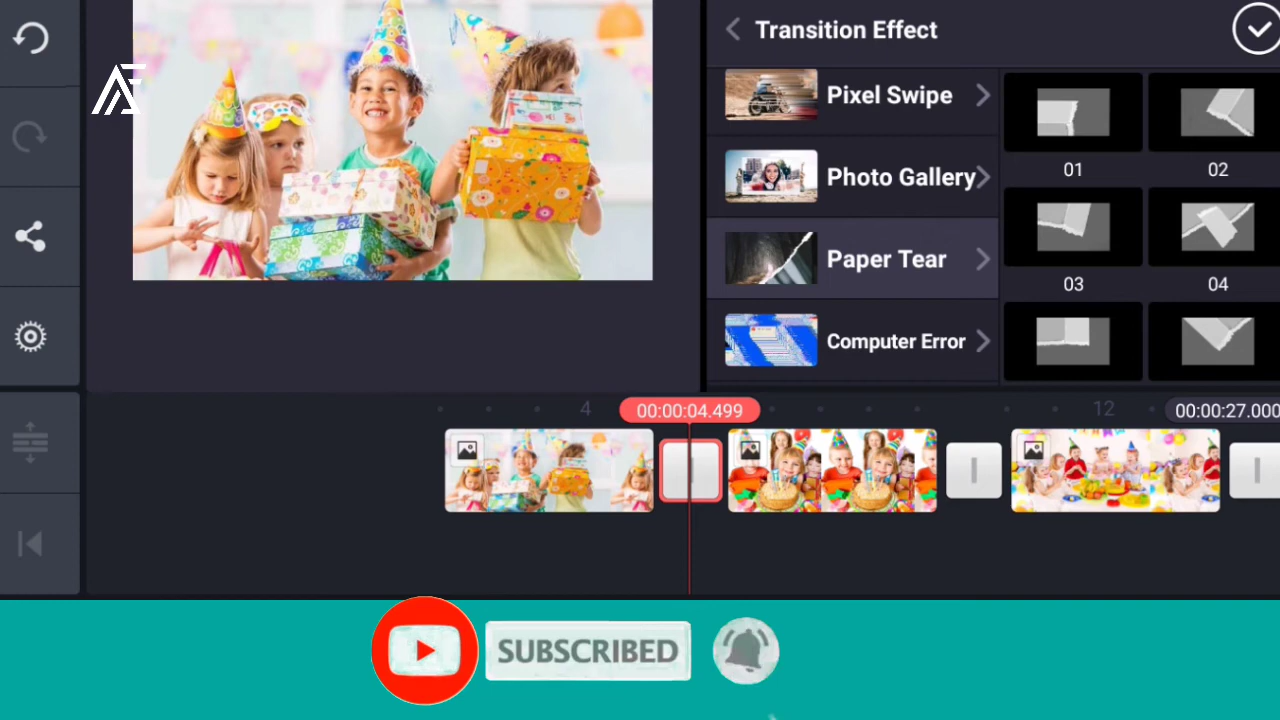 Transition Effect
Pixel Swipe
Photo Gallery
Paper Tear
Computer Error
01
02
03
04
4
00:00:04.499
12
00:00:27.000
SUBSCRIBED